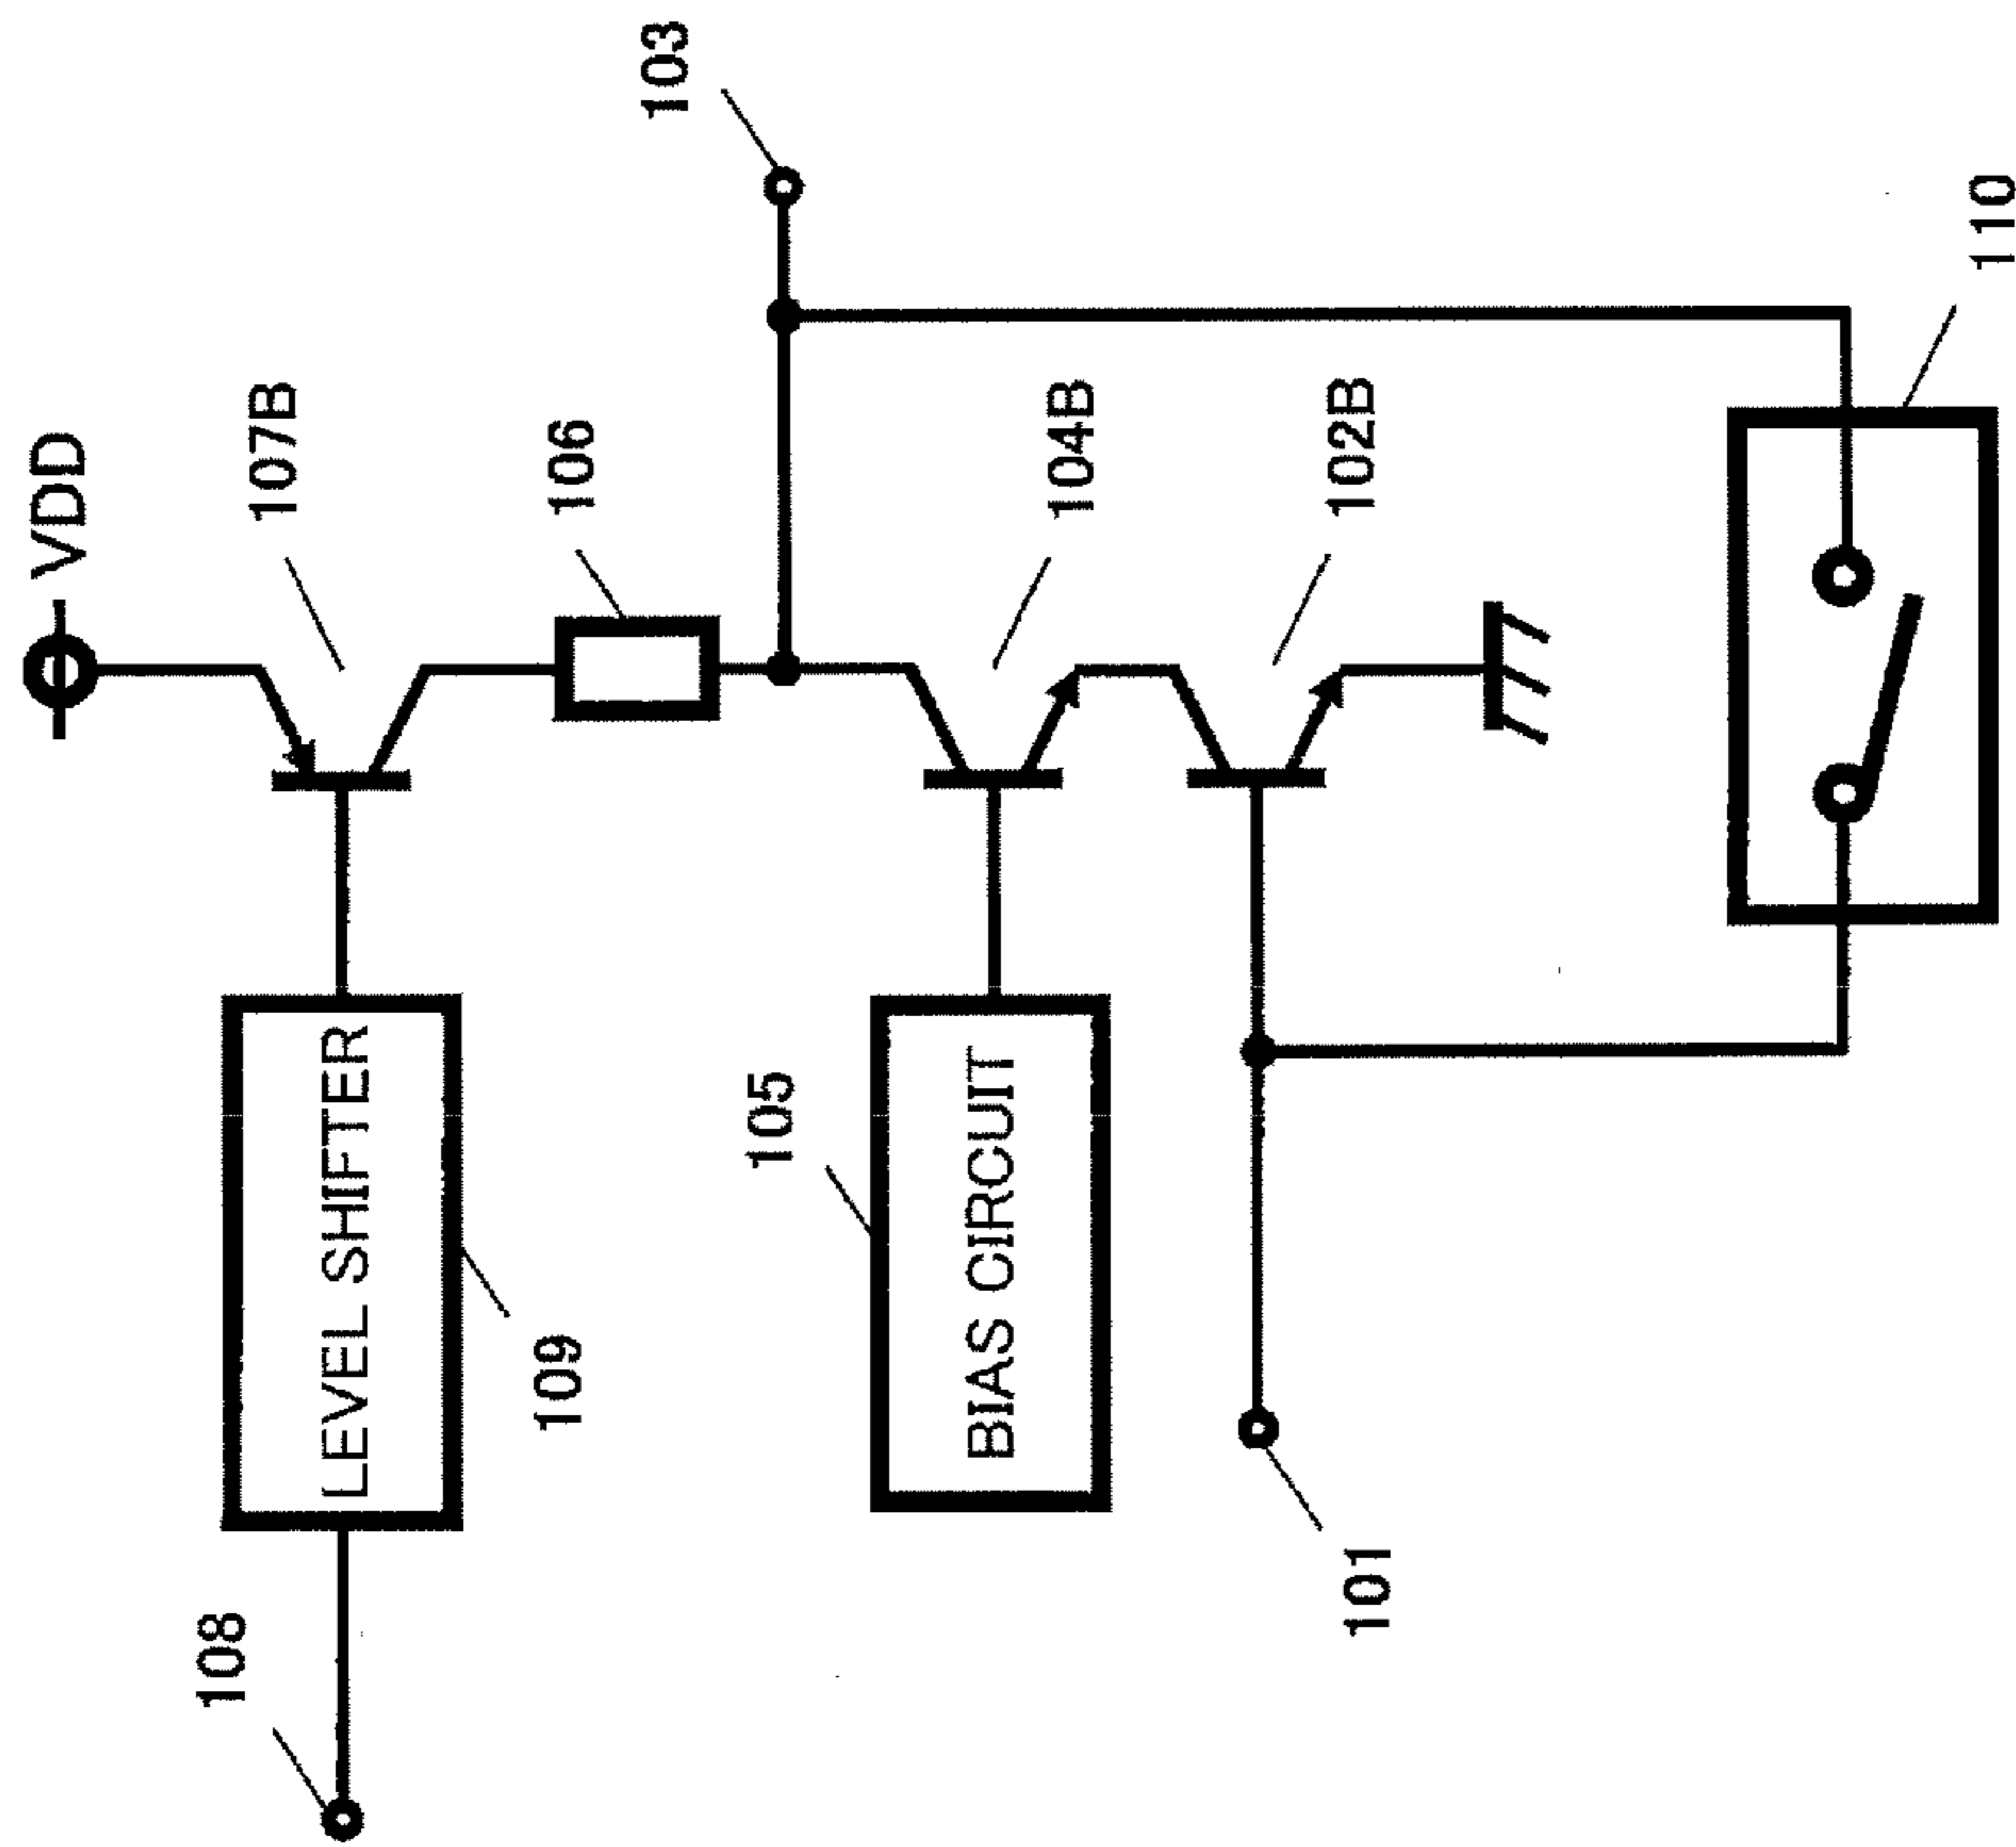 VDD
107B
103
106
104B
102B
110
LEVEL SHIFTER
109
105
BIAS CIRCUIT
108
101